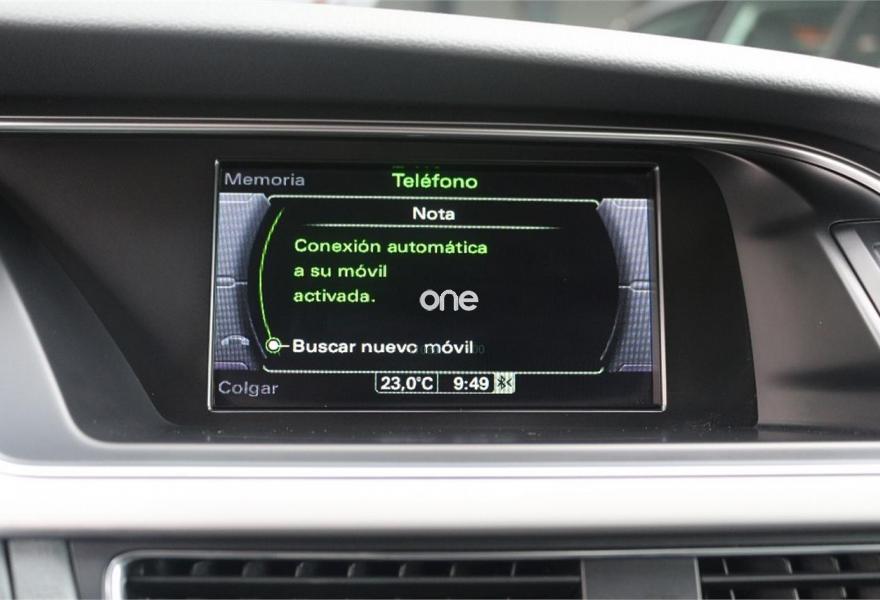 Memoria
Teléfono
Nota
Conexión automática
a su móvil
activada.
one
Buscar nuevo móvil
Colgar
23,0°C 9:49